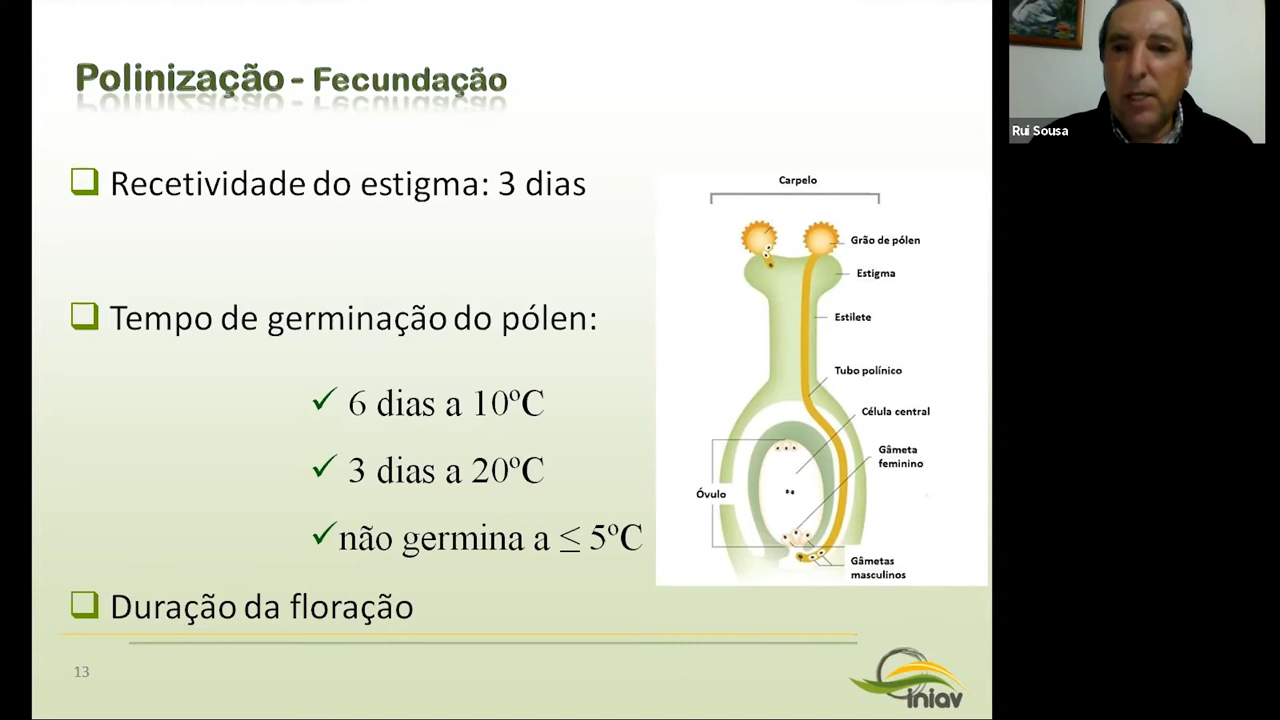 Polinização - Fecundação
Recetividade do estigma: 3 dias
Tempo de germinação do pólen:
6 dias a 10ºC
3 dias a 20ºC
não germina a ≤ 5ºC
Duração da floração
13
Carpelo
Grão de pólen
Estigma
Estilete
Tubo polínico
Célula central
Gâmeta
feminino
Óvulo
Gâmetas
masculinos
iniav
Rui Sousa